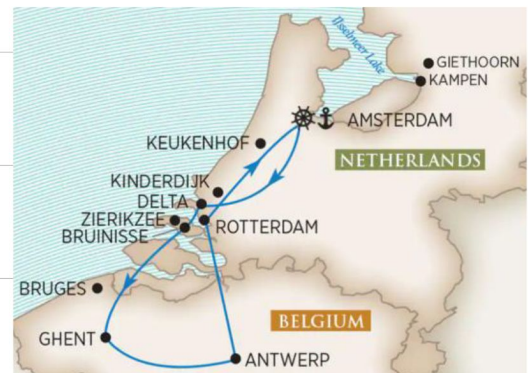 IJsselmeer Lake
GIETHOORN
KAMPEN
AMSTERDAM
KEUKENHOF
NETHERLANDS
KINDERDIJK
DELTA
ZIERIKZEE
ROTTERDAM
BRUINISSE
BRUGES
BELGIUM
GHENT
ANTWERP